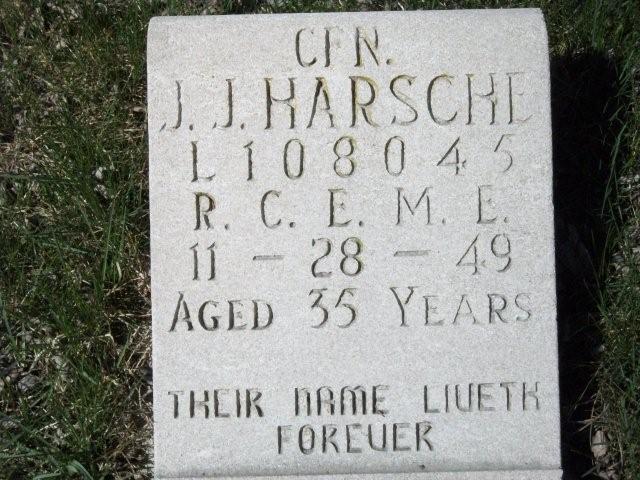 CFN.
J. J. HARSCHE
L 1 0 8 0 4 5
R. C. E. M. E.
11 - 28 - 49
AGED 35 YEARS
THEIR NAME LIVETH
FOREVER